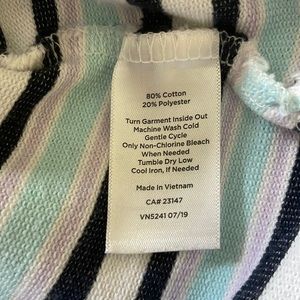 80% Cotton
20% Polyester
Turn Garment Inside Out
Machine Wash Cold
Gentle Cycle
Only Non-Chlorine Bleach
When Needed
Tumble Dry Low
Cool Iron, If Needed
Made in Vietnam
CA# 23147
VN5241 07/19